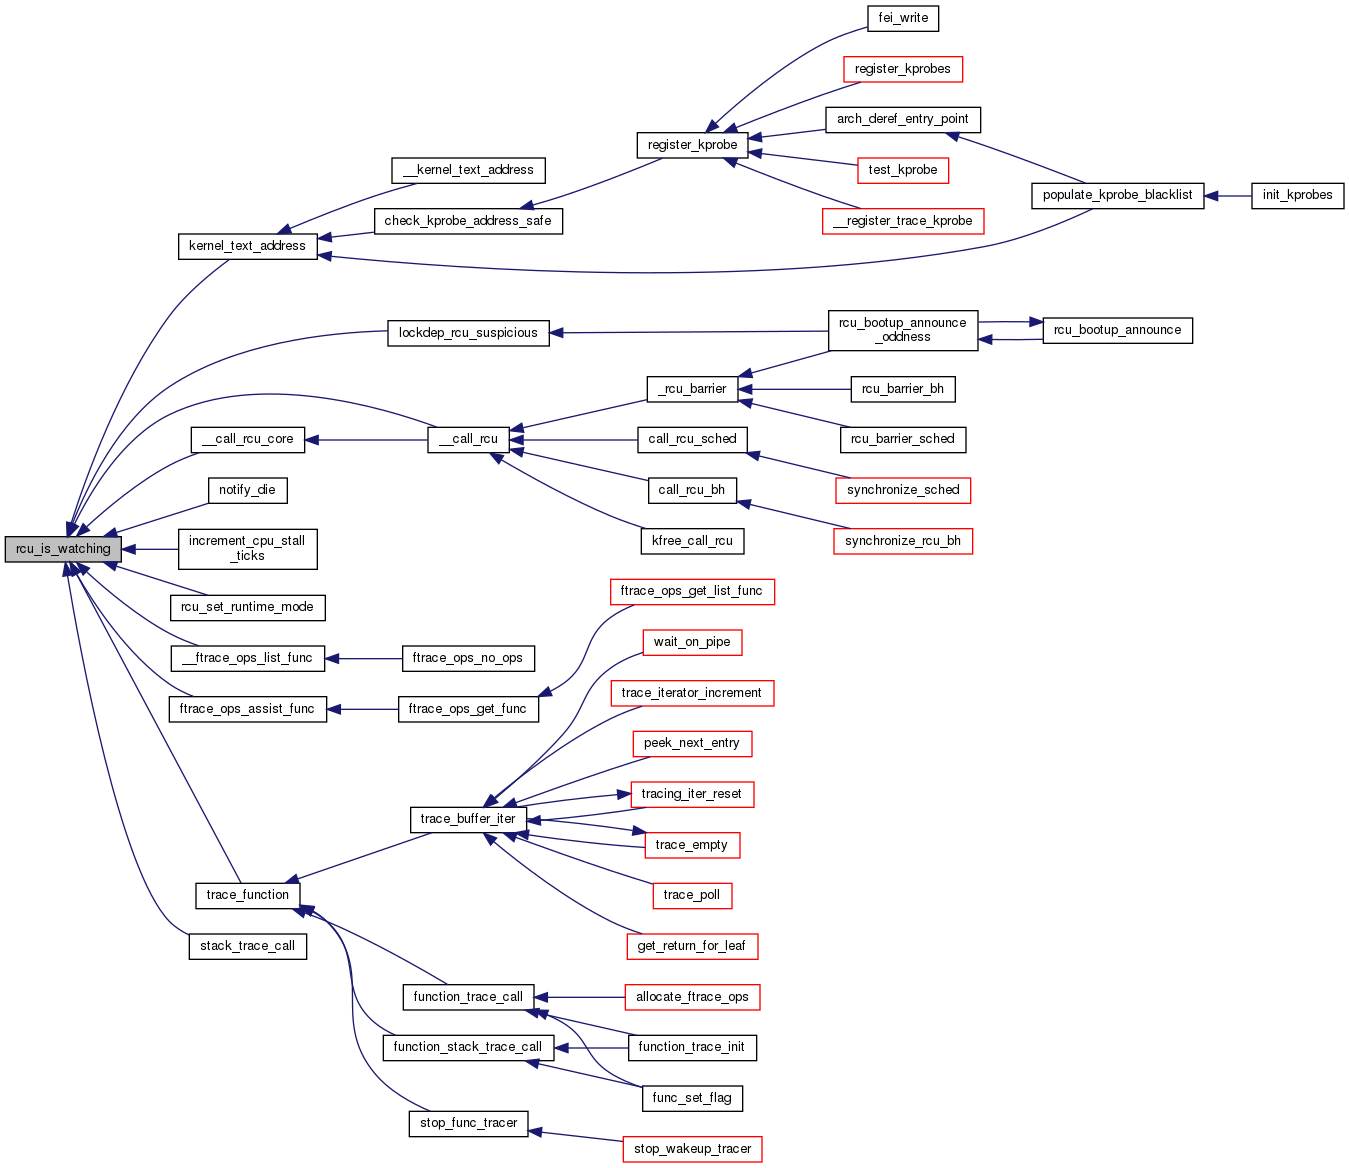 fei_write
register_kprobes
arch_deref_entry_point
register_kprobe
__kernel_text_address
test_kprobe
populate_kprobe_blacklist
init_kprobes
check_kprobe_address_safe
__register_trace_kprobe
kernel_text_address
lockdep_rcu_suspicious
rcu_bootup_announce
_oddness
rcu_bootup_announce
_rcu_barrier
rcu_barrier_bh
__call_rcu_core
__call_rcu
call_rcu_sched
rcu_barrier_sched
notify_die
call_rcu_bh
synchronize_sched
rcu_is_watching
increment_cpu_stall
_ticks
kfree_call_rcu
synchronize_rcu_bh
rcu_set_runtime_mode
ftrace_ops_get_list_func
__ftrace_ops_list_func
ftrace_ops_no_ops
wait_on_pipe
ftrace_ops_assist_func
ftrace_ops_get_func
trace_iterator_increment
peek_next_entry
tracing_iter_reset
trace_buffer_iter
trace_empty
trace_function
trace_poll
stack_trace_call
get_return_for_leaf
function_trace_call
allocate_ftrace_ops
function_stack_trace_call
function_trace_init
func_set_flag
stop_func_tracer
stop_wakeup_tracer